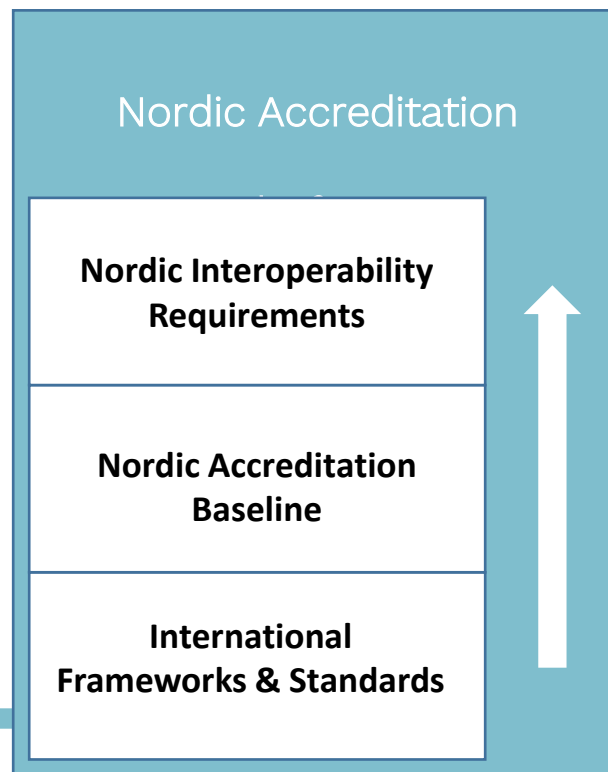 Nordic Accreditation
Nordic Interoperability
Requirements
Nordic Accreditation
Baseline
International
Frameworks & Standards